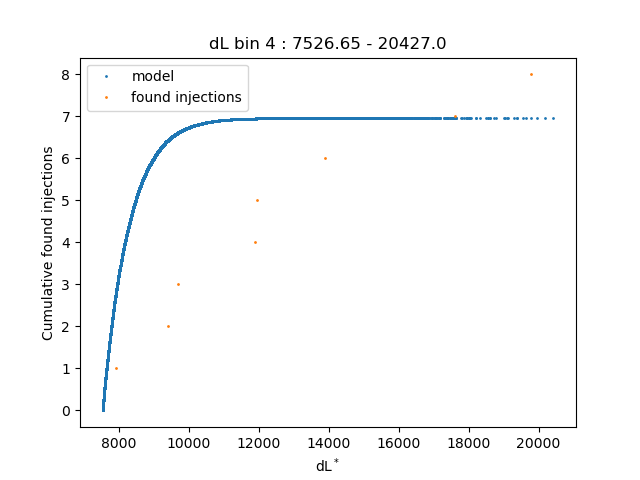 dL bin 4 : 7526.65 - 20427.0
model
found injections
8
7
6
5
4
3
2
1
0
Cumulative found injections
8000 10000 12000 14000 16000 18000 20000
dL*